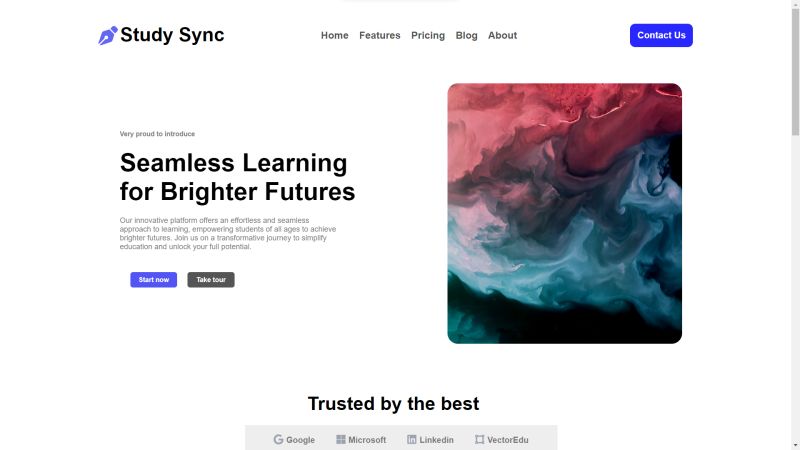 Study Sync
Home Features Pricing Blog About
Contact Us
Very proud to introduce
Seamless Learning
for Brighter Futures
Our innovative platform offers an effortless and seamless
approach to learning, empowering students of all ages to achieve
brighter futures. Join us on a transformative journey to simplify
education and unlock your full potential.
Start now
Take tour
Trusted by the best
Google Microsoft Linkedin VectorEdu